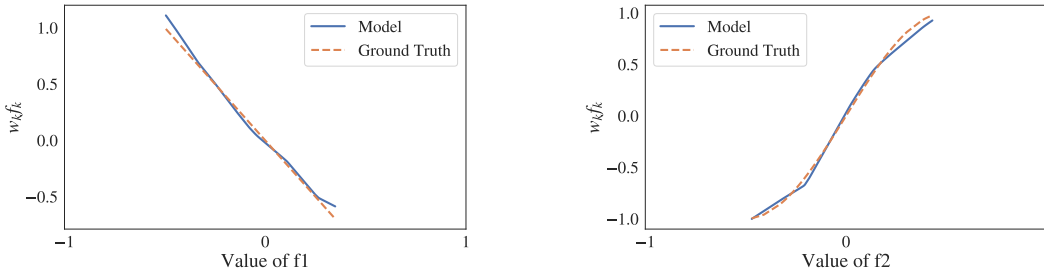 1.0
0.5
0.0
−0.5
w_k f_k
−1
0
1
Value of f1
Model
Ground Truth
1.0
0.5
0.0
−0.5
−1.0
w_k f_k
−1
0
Value of f2
Model
Ground Truth